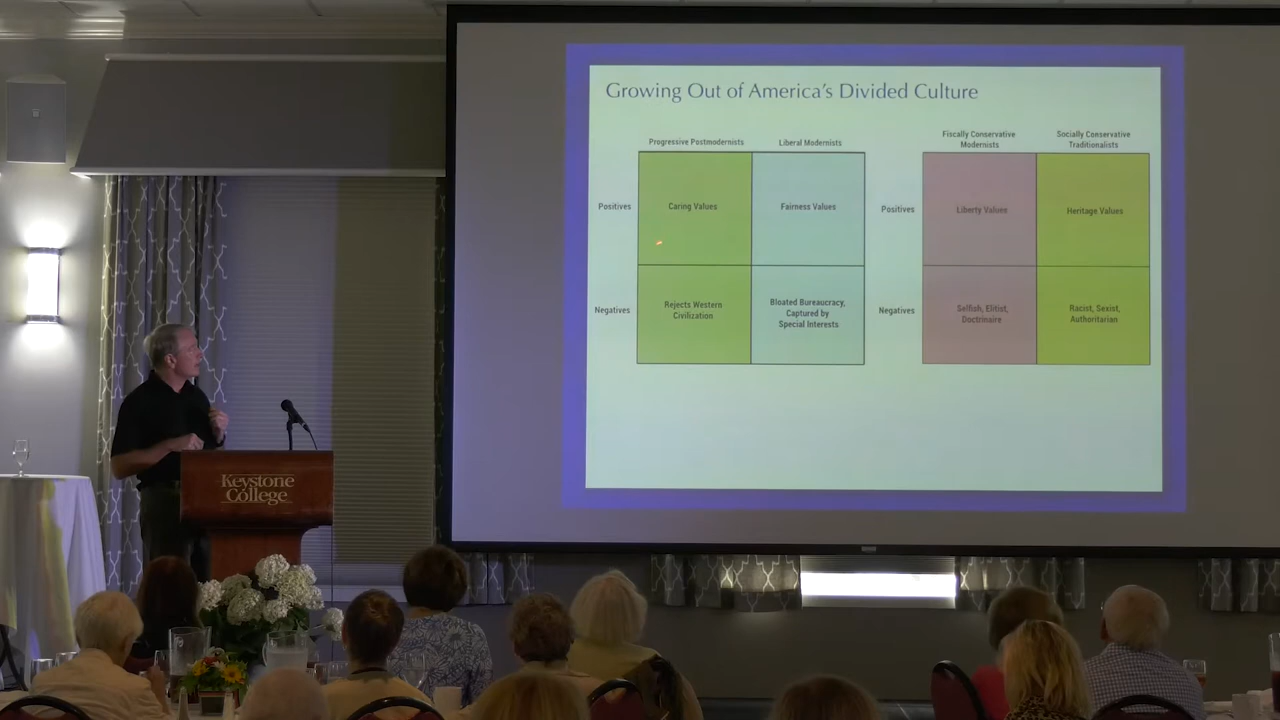 Growing Out of America's Divided Culture
Progressive Postmodernists
Liberal Modernists
Positives
Caring Values
Fairness Values
Negatives
Rejects Western
Civilization
Bloated Bureaucracy,
Captured by
Special Interests
Fiscally Conservative
Modernists
Socially Conservative
Traditionalists
Positives
Liberty Values
Heritage Values
Negatives
Selfish, Elitist,
Doctrinaire
Racist, Sexist,
Authoritarian
Keystone
College